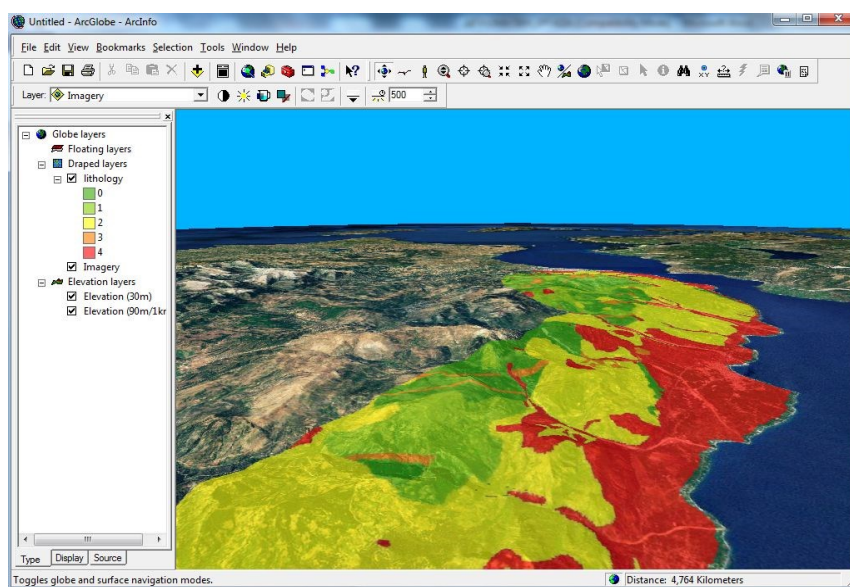 Untitled - ArcGlobe - ArcInfo
File Edit View Bookmarks Selection Tools Window Help
Layer: Imagery 500
Globe layers
Floating layers
Draped layers
lithology
0
1
2
3
4
Imagery
Elevation layers
Elevation (30m)
Elevation (90m/1kr
Type Display Source
Toggles globe and surface navigation modes. Distance: 4,764 Kilometers